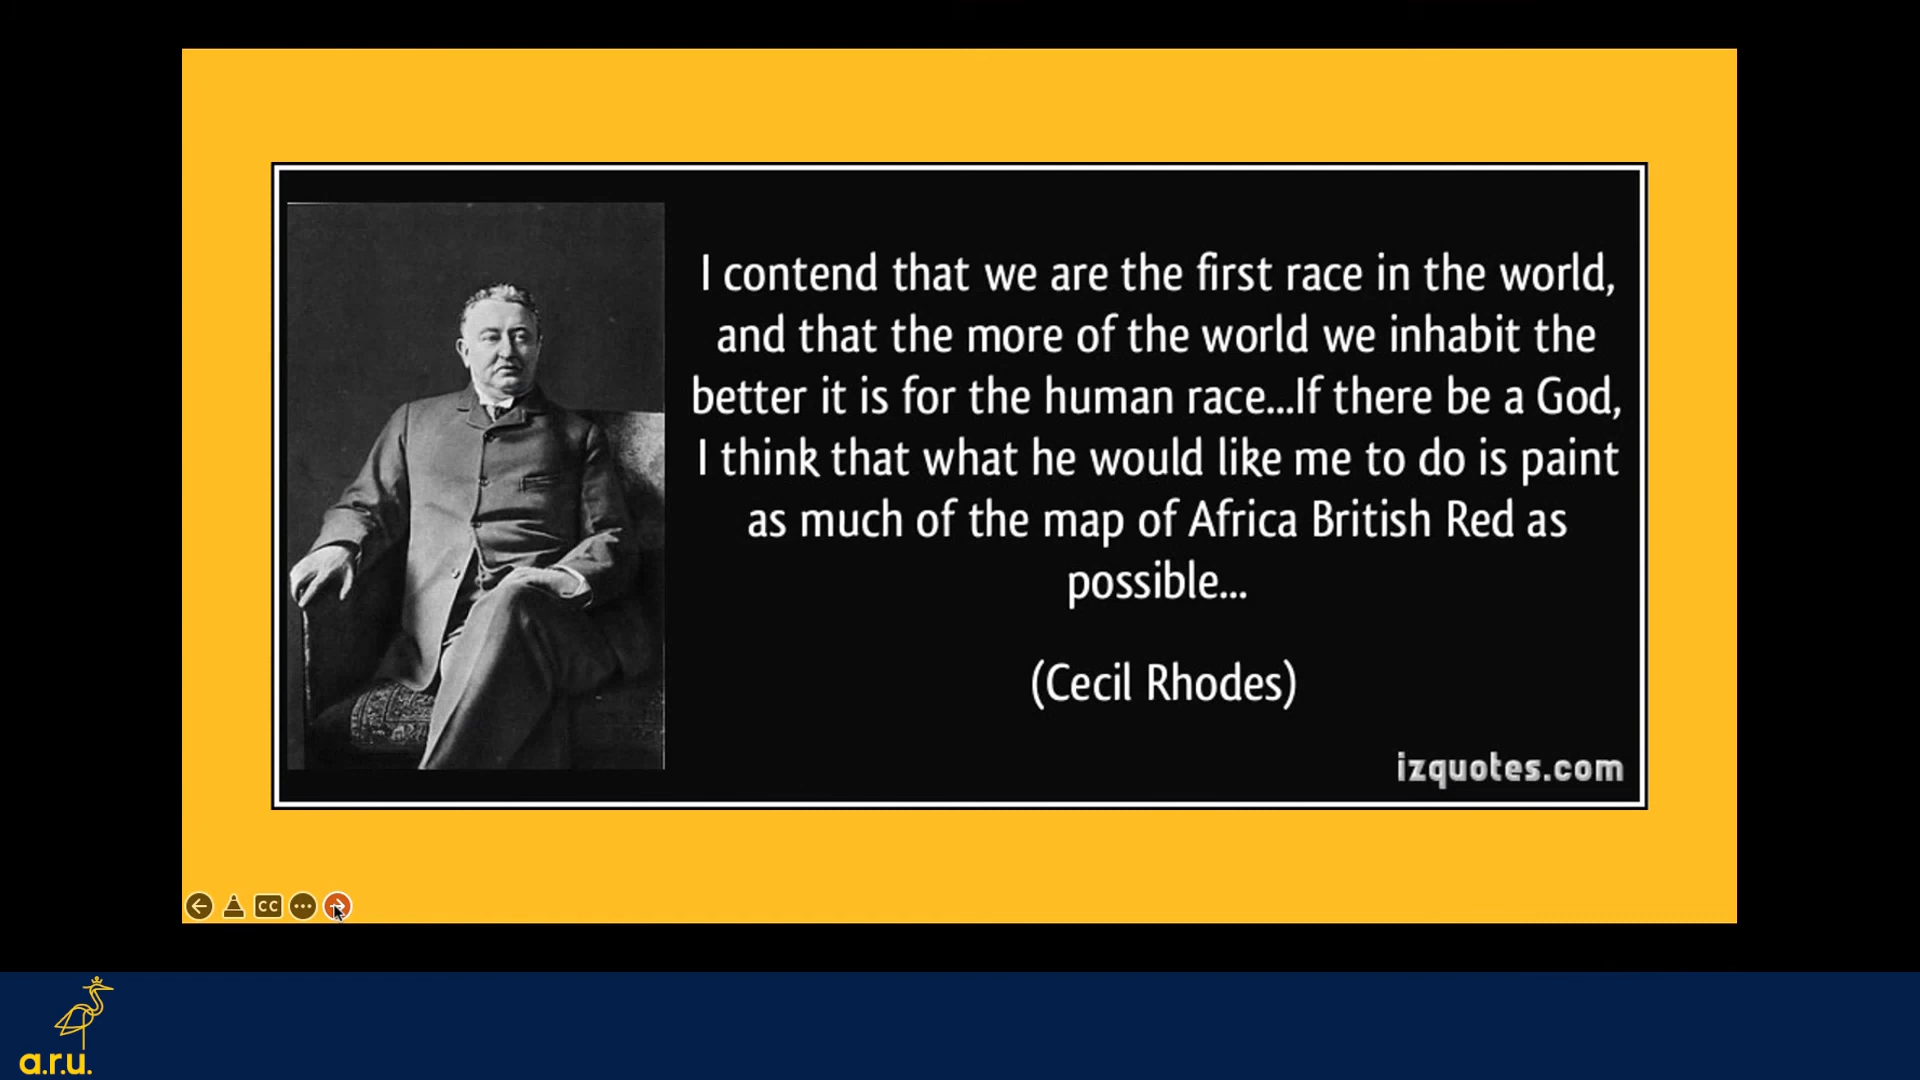 I contend that we are the first race in the world,
and that the more of the world we inhabit the
better it is for the human race...If there be a God,
I think that what he would like me to do is paint
as much of the map of Africa British Red as
possible...
(Cecil Rhodes)
izquotes.com
CC
a.r.u.